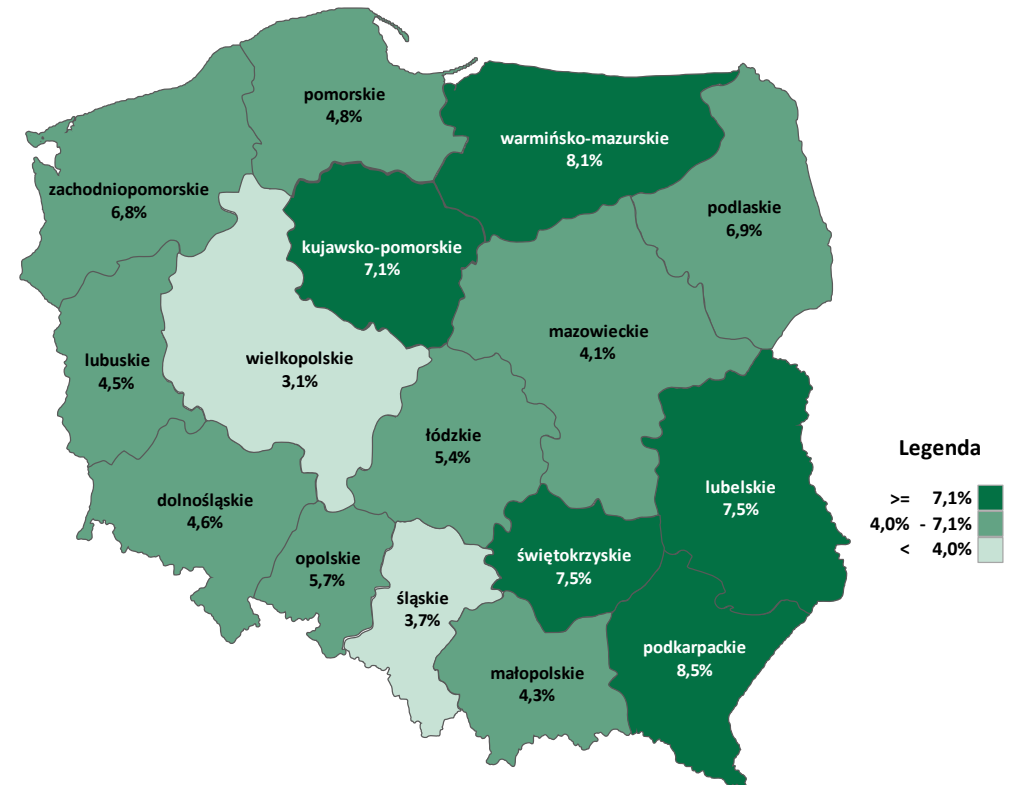 pomorskie
4,8%
warmińsko-mazurskie
8,1%
zachodniopomorskie
6,8%
podlaskie
6,9%
kujawsko-pomorskie
7,1%
mazowieckie
4,1%
lubuskie
4,5%
wielkopolskie
3,1%
łódzkie
5,4%
lubelskie
7,5%
dolnośląskie
4,6%
opolskie
5,7%
świętokrzyskie
7,5%
śląskie
3,7%
małopolskie
4,3%
podkarpackie
8,5%
Legenda
>= 7,1%
4,0% - 7,1%
< 4,0%